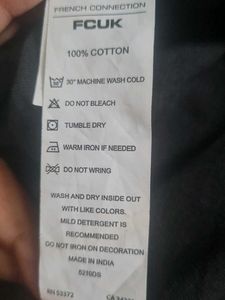 FRENCH CONNECTION
FCUK
100% COTTON
30° MACHINE WASH COLD
DO NOT BLEACH
TUMBLE DRY
WARM IRON IF NEEDED
DO NOT WRING
WASH AND DRY INSIDE OUT
WITH LIKE COLORS.
MILD DETERGENT IS
RECOMMENDED
DO NOT IRON ON DECORATION
MADE IN INDIA
RN 53372 CA